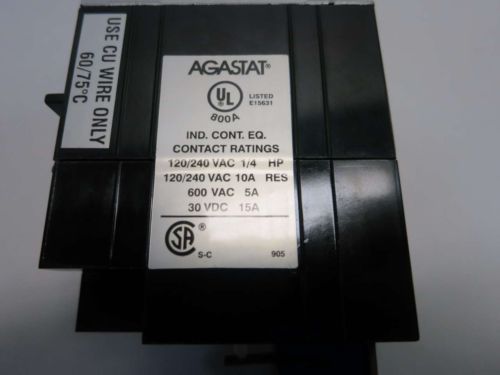 USE CU WIRE ONLY
60/75°C
AGASTAT®
UL
®
LISTED
E15631
800A
IND. CONT. EQ.
CONTACT RATINGS
120/240 VAC 1/4 HP
120/240 VAC 10A RES
600 VAC 5A
30 VDC 15A
SA ®
S-C 905